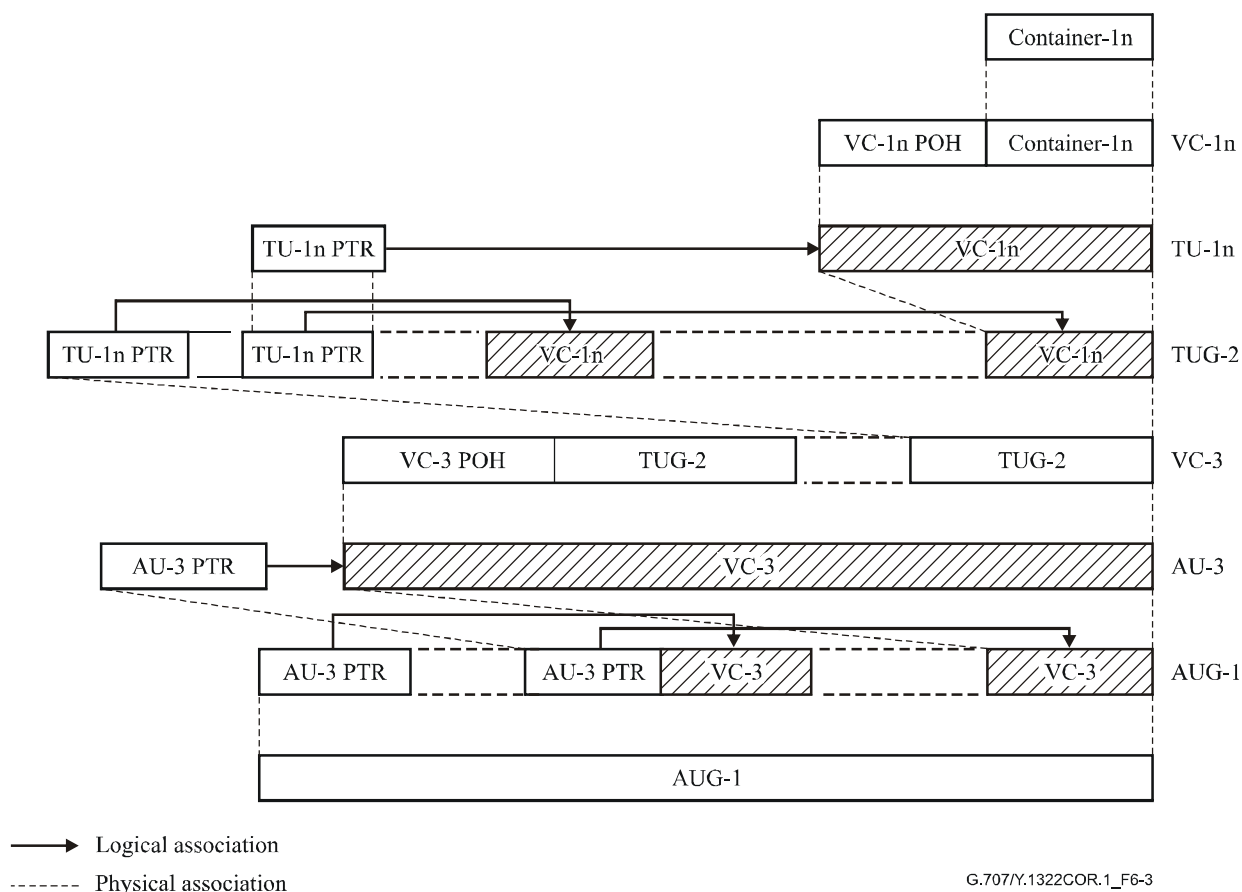 Container-1n
VC-1n POH Container-1n VC-1n
TU-1n PTR VC-1n TU-1n
TU-1n PTR TU-1n PTR VC-1n VC-1n TUG-2
VC-3 POH TUG-2 TUG-2 VC-3
AU-3 PTR VC-3 AU-3
AU-3 PTR AU-3 PTR VC-3 VC-3 AUG-1
AUG-1
Logical association
Physical association
G.707/Y.1322COR.1_F6-3